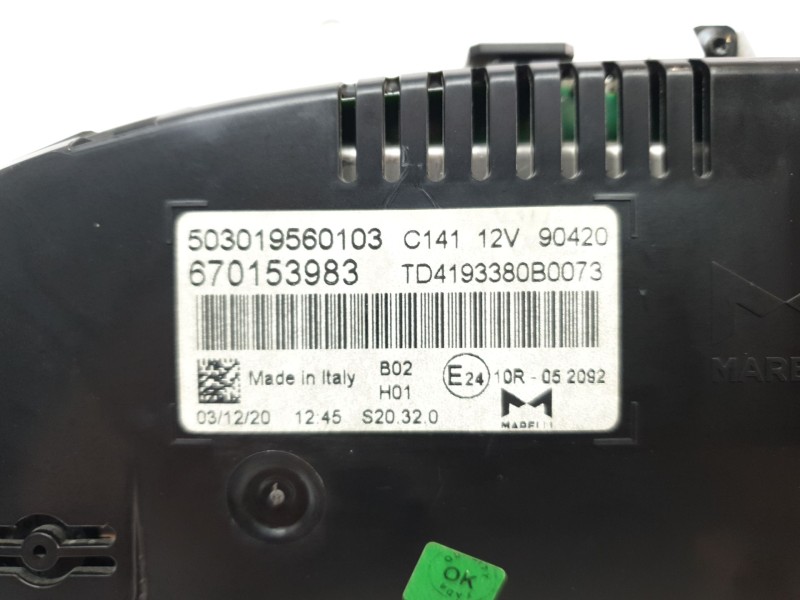 503019560103 C141 12V 90420
670153983 TD4193380B0073
Made in Italy B02 H01 E24 10R - 05 2092
03/12/20 12:45 S20.32.0 MARELLI
MARELLI
OK